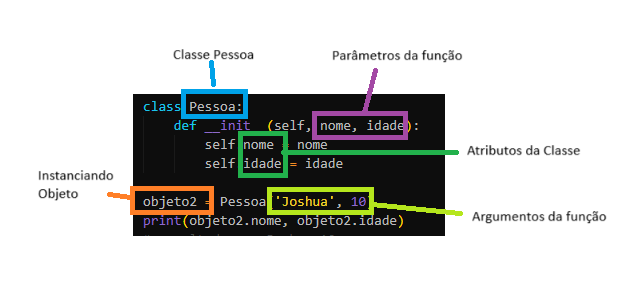 Classe Pessoa
Parâmetros da função
class Pessoa:
def __init (self, nome, idade):
self nome = nome
self idade = idade
Atributos da Classe
Instanciando
Objeto
objeto2 = Pessoa 'Joshua', 10
print(objeto2.nome, objeto2.idade)
Argumentos da função